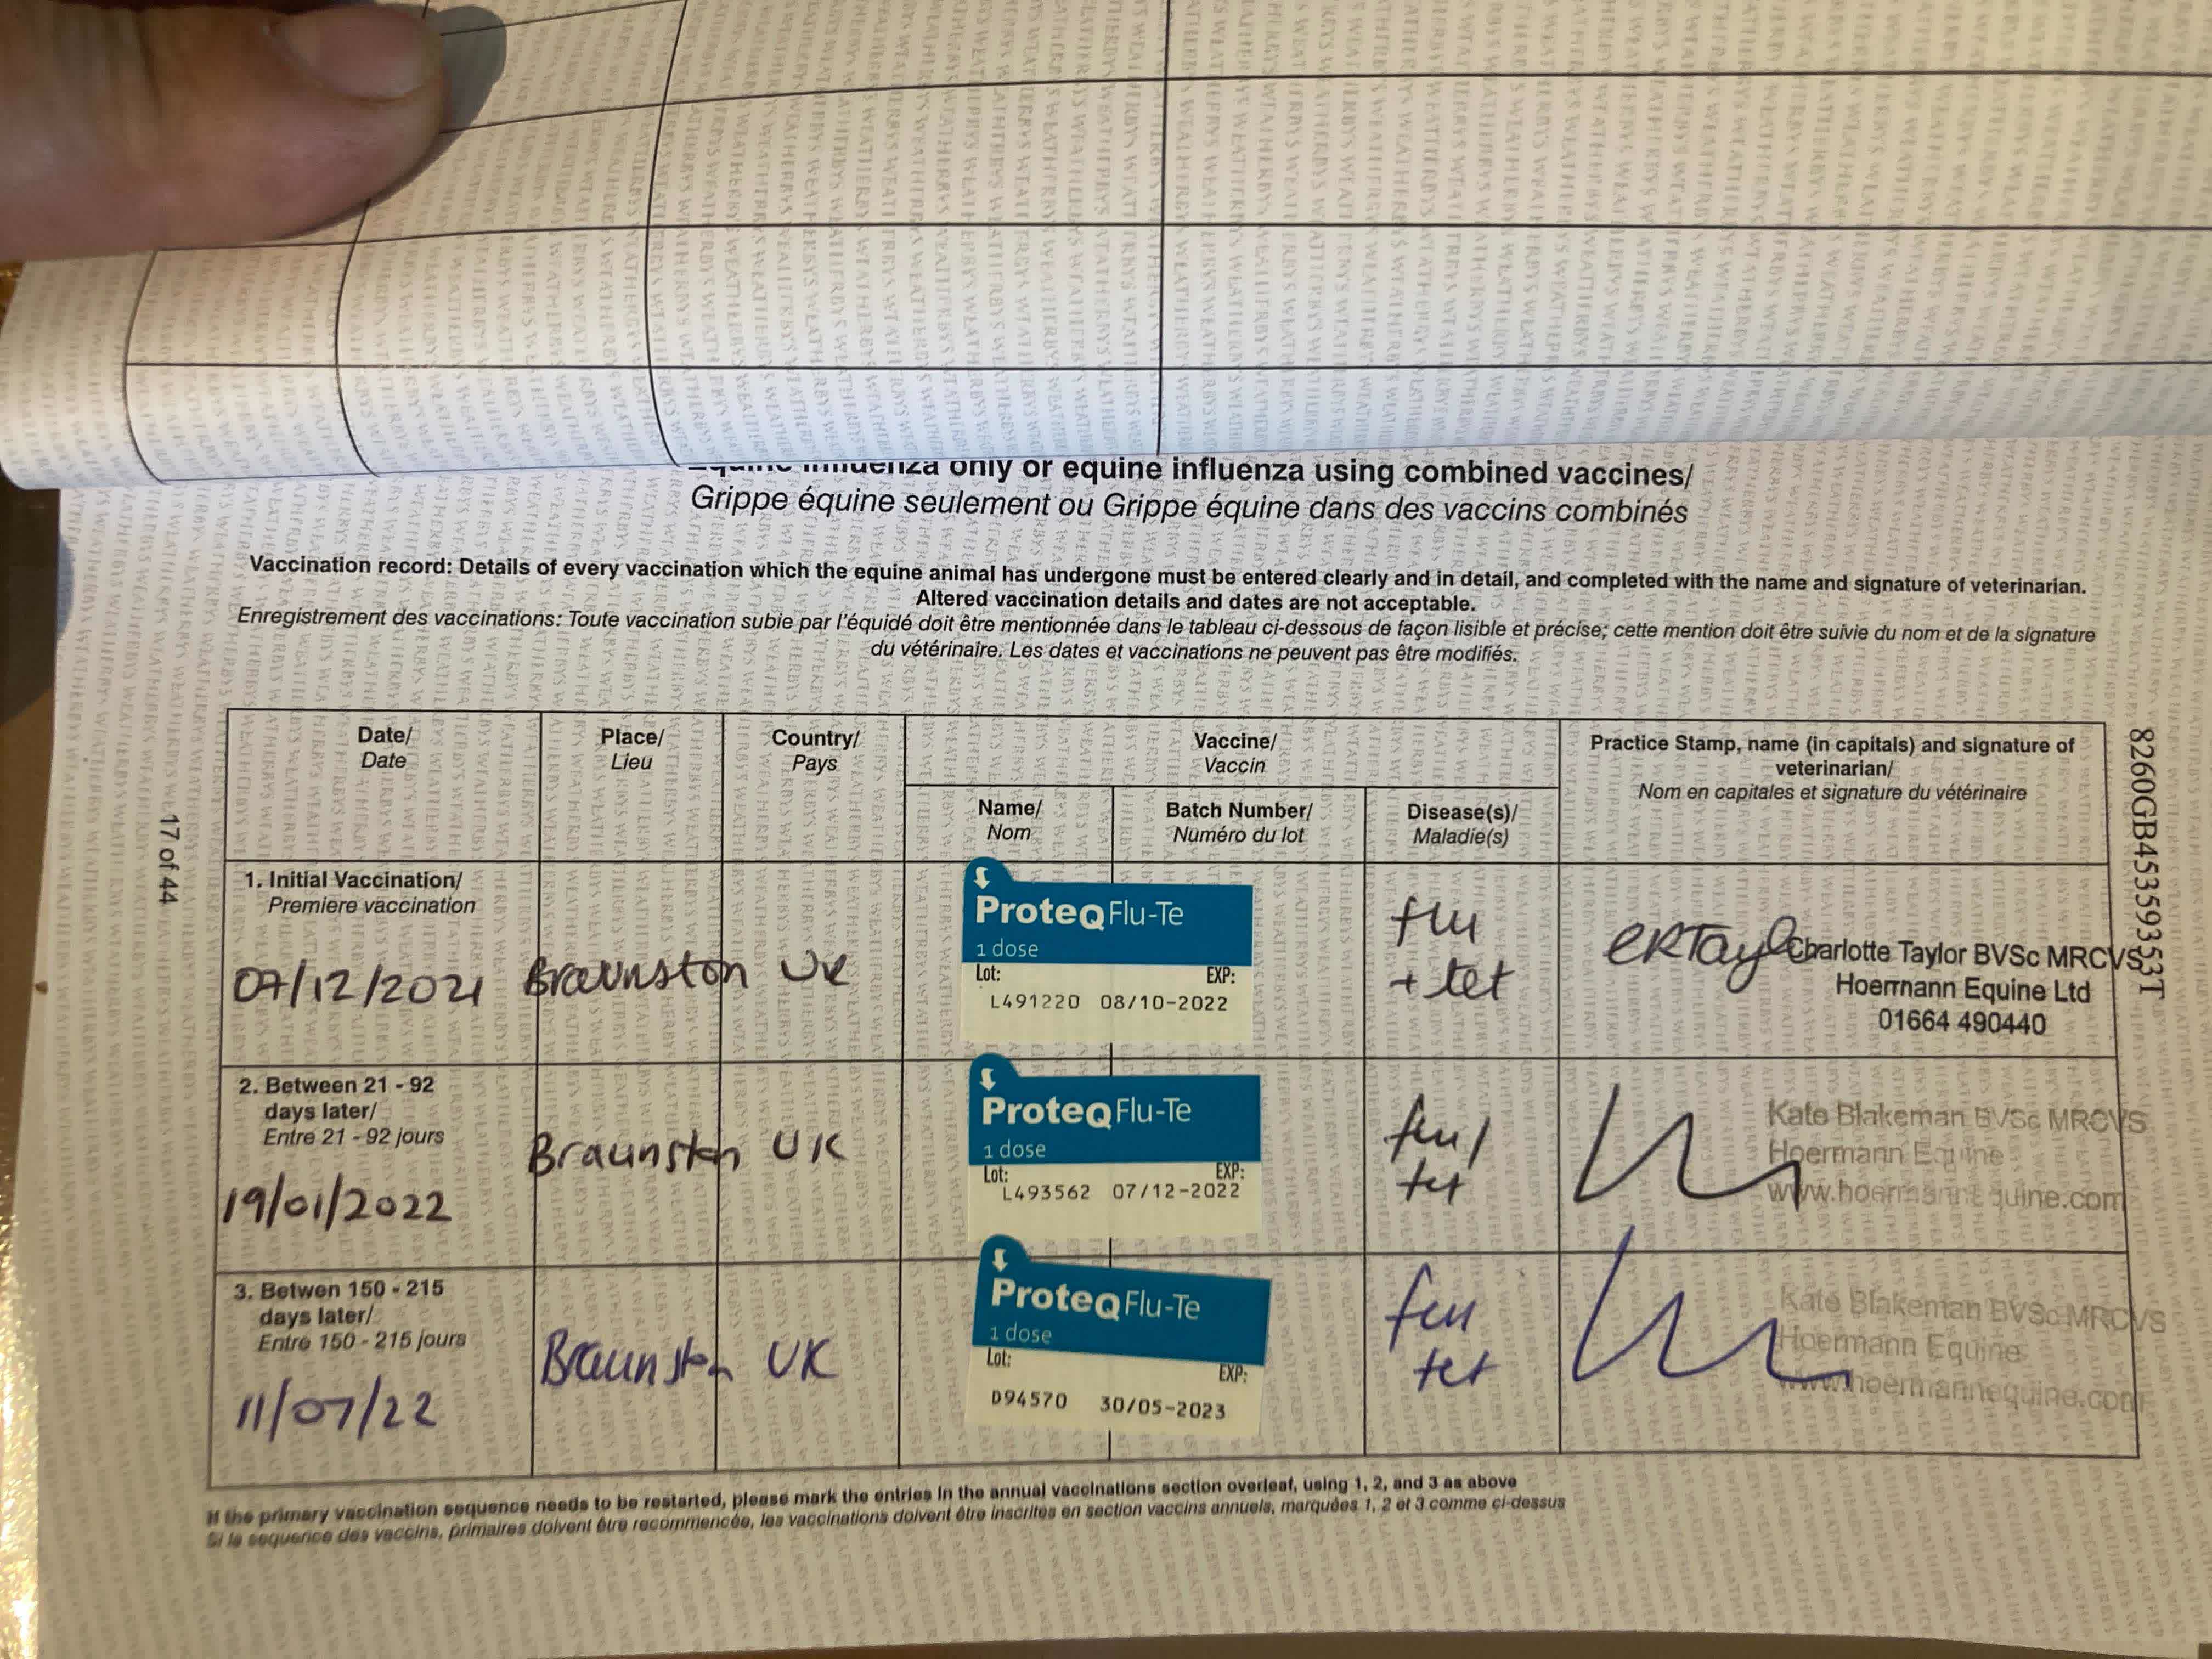 influenza only or equine influenza using combined vaccines/
Grippe équine seulement ou Grippe équine dans des vaccins combinés
Vaccination record: Details of every vaccination which the equine animal has undergone must be entered clearly and in detail, and completed with the name and signature of veterinarian.
Altered vaccination details and dates are not acceptable.
Enregistrement des vaccinations: Toute vaccination subie par l'équidé doit être mentionnée dans le tableau ci-dessous de façon lisible et précise; cette mention doit être suivie du nom et de la signature
du vétérinaire. Les dates et vaccinations ne peuvent pas être modifiés.
Date/
Date
Place/
Lieu
Country/
Pays
Vaccine/
Vaccin
Name/
Nom
Batch Number/
Numéro du lot
Disease(s)/
Maladie(s)
Practice Stamp, name (in capitals) and signature of
veterinarian/
Nom en capitales et signature du vétérinaire
1. Initial Vaccination/
Premiere vaccination
07/12/2021
Braunston
UK
ProteqFlu-Te
1 dose
Lot: EXP:
L491220 08/10-2022
flu
+ tet
Charlotte Taylor BVSc MRCVS
Hoermann Equine Ltd
01664 490440
2. Between 21 - 92
days later/
Entre 21 - 92 jours
19/01/2022
Braunston
UK
ProteqFlu-Te
1 dose
Lot: EXP:
L493562 07/12-2022
flu/
tet
Kate Blakeman BVSc MRCVS
Hoermann Equine
www.hoermannequine.com
3. Betwen 150 - 215
days later/
Entre 150 - 215 jours
11/07/22
Braunston
UK
ProteqFlu-Te
1 dose
Lot: EXP:
D94570 30/05-2023
flu
tet
Kate Blakeman BVSc MRCVS
Hoermann Equine
www.hoermannequine.com
If the primary vaccination sequence needs to be restarted, please mark the entries in the annual vaccinations section overleaf, using 1, 2, and 3 as above
Si la sequence des vaccins, primaires doivent être recommencée, les vaccinations doivent être inscrites en section vaccins annuels, marquées 1, 2 et 3 comme ci-dessus
17 of 44